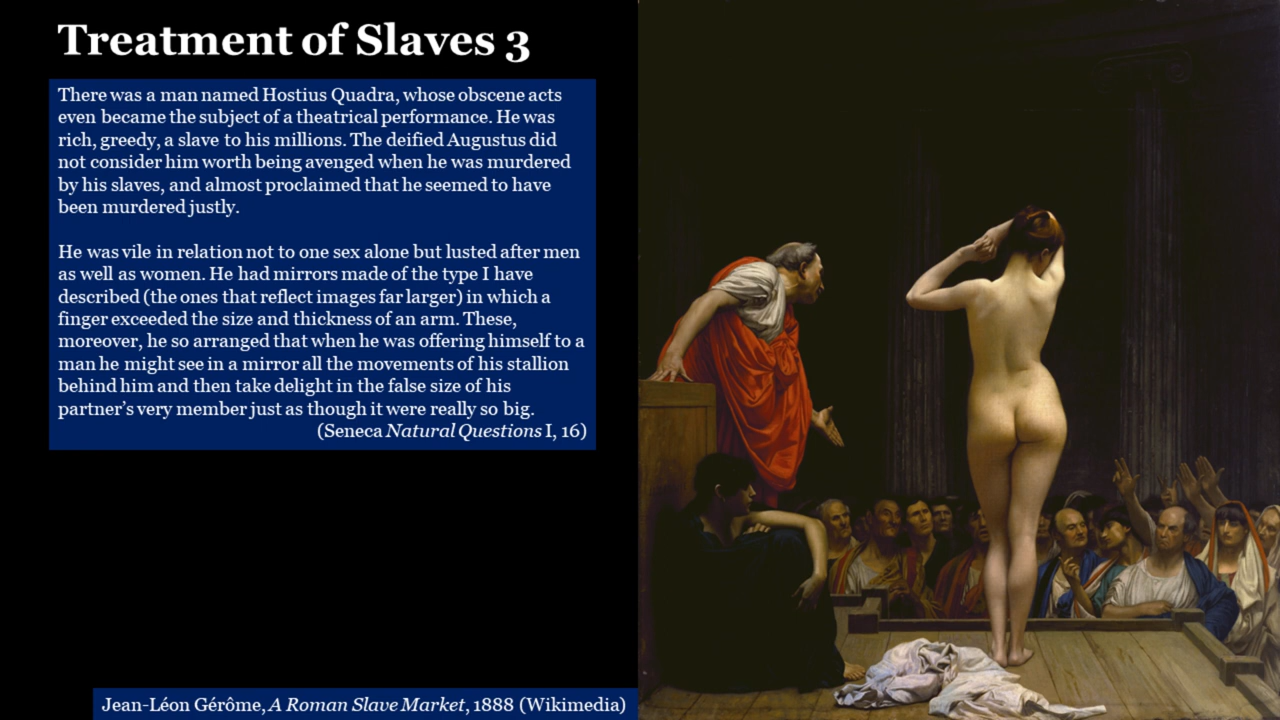 Treatment of Slaves 3
There was a man named Hostius Quadra, whose obscene acts
even became the subject of a theatrical performance. He was
rich, greedy, a slave to his millions. The deified Augustus did
not consider him worth being avenged when he was murdered
by his slaves, and almost proclaimed that he seemed to have
been murdered justly.
He was vile in relation not to one sex alone but lusted after men
as well as women. He had mirrors made of the type I have
described (the ones that reflect images far larger) in which a
finger exceeded the size and thickness of an arm. These,
moreover, he so arranged that when he was offering himself to a
man he might see in a mirror all the movements of his stallion
behind him and then take delight in the false size of his
partner's very member just as though it were really so big.
(Seneca Natural Questions I, 16)
Jean-Léon Gérôme, A Roman Slave Market, 1888 (Wikimedia)